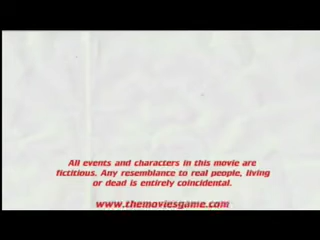 All events and characters in this movie are
fictitious. Any resemblance to real people, living
or dead is entirely coincidental.
www.themoviesgame.com